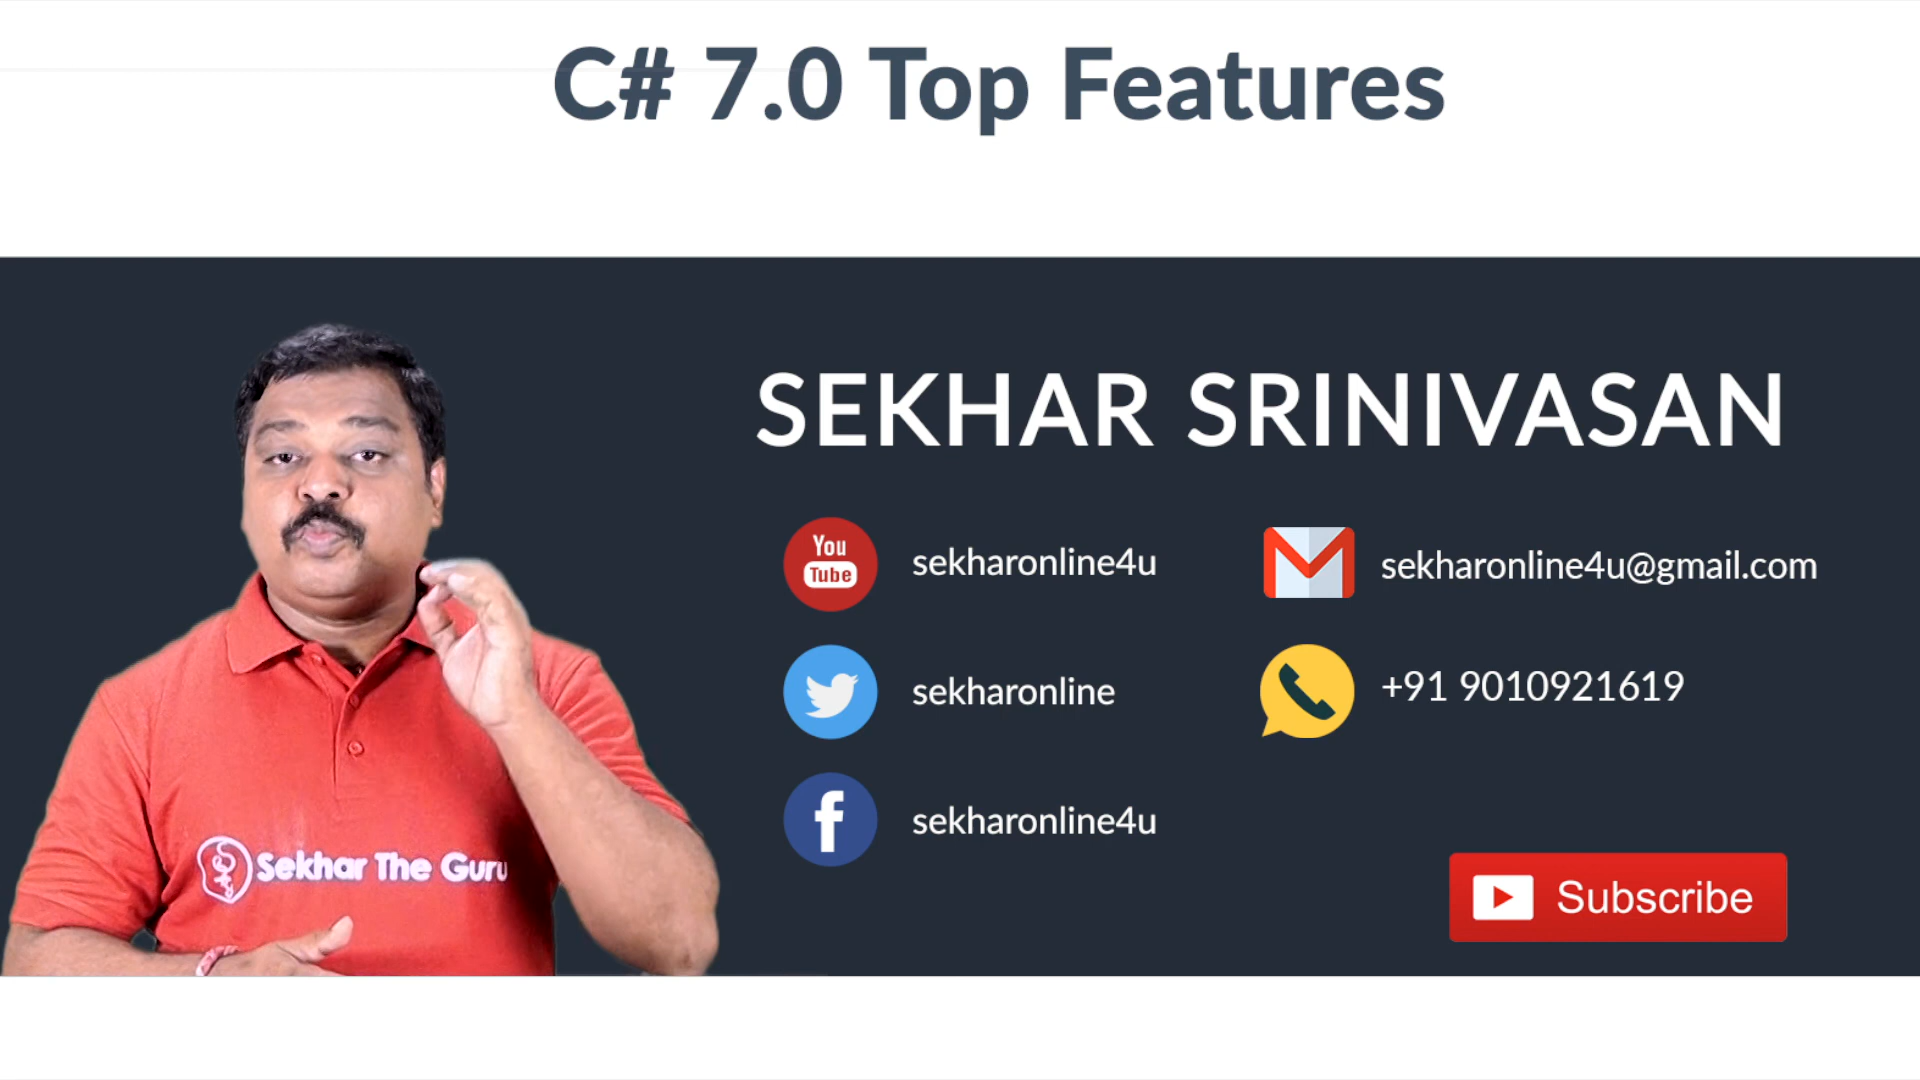 C# 7.0 Top Features
SEKHAR SRINIVASAN
You
Tube
sekharonline4u
sekharonline4u@gmail.com
sekharonline
+91 9010921619
f
sekharonline4u
Sekhar The Guru
Subscribe